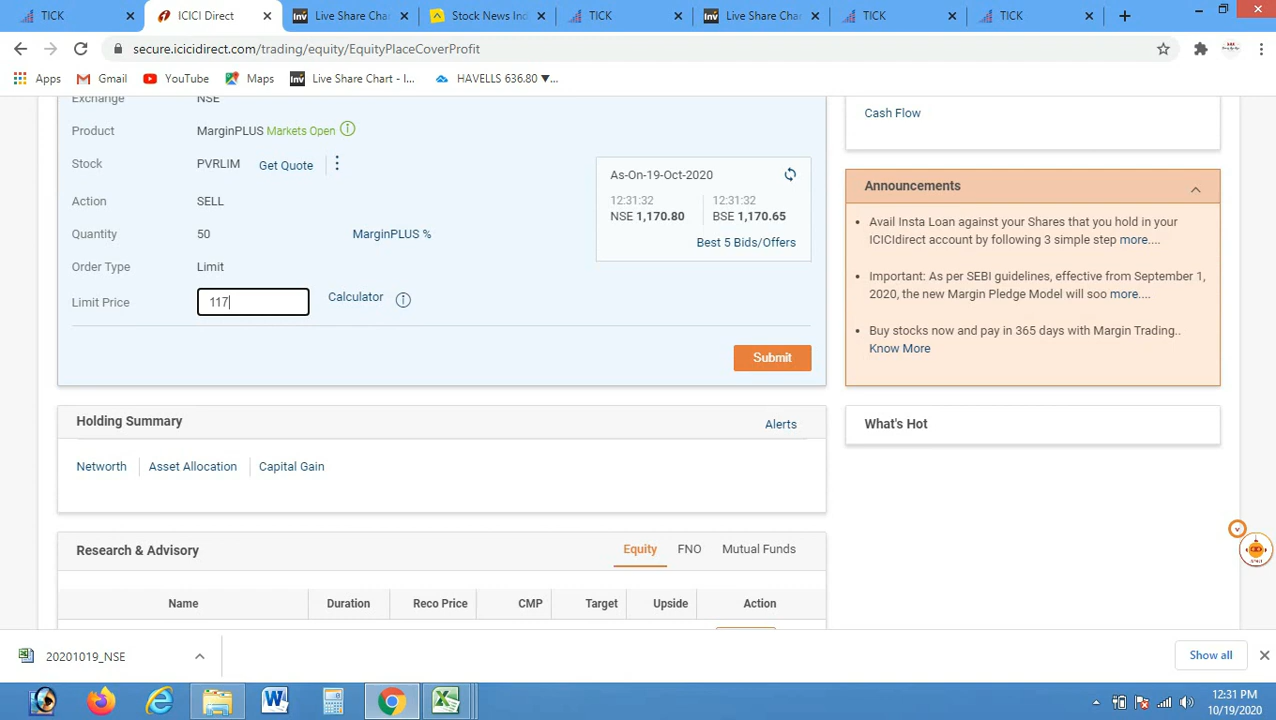 TICK
ICICI Direct
Live Share Char
Stock News Ind
TICK
Live Share Char
TICK
TICK
secure.icicidirect.com/trading/equity/EquityPlaceCoverProfit
Apps
Gmail
YouTube
Maps
Inv
Live Share Chart - I...
HAVELLS 636.80 ▼...
Exchange
NSE
Product
MarginPLUS Markets Open
Stock
PVRLIM
Get Quote
Action
SELL
Quantity
50
MarginPLUS %
Order Type
Limit
Limit Price
117
Calculator
Submit
As-On-19-Oct-2020
12:31:32
NSE 1,170.80
12:31:32
BSE 1,170.65
Best 5 Bids/Offers
Cash Flow
Announcements
Avail Insta Loan against your Shares that you hold in your
ICICIdirect account by following 3 simple step more....
Important: As per SEBI guidelines, effective from September 1,
2020, the new Margin Pledge Model will soo more....
Buy stocks now and pay in 365 days with Margin Trading..
Know More
Holding Summary
Alerts
Networth
Asset Allocation
Capital Gain
What's Hot
Research & Advisory
Equity
FNO
Mutual Funds
Name
Duration
Reco Price
CMP
Target
Upside
Action
20201019_NSE
Show all
12:31 PM
10/19/2020